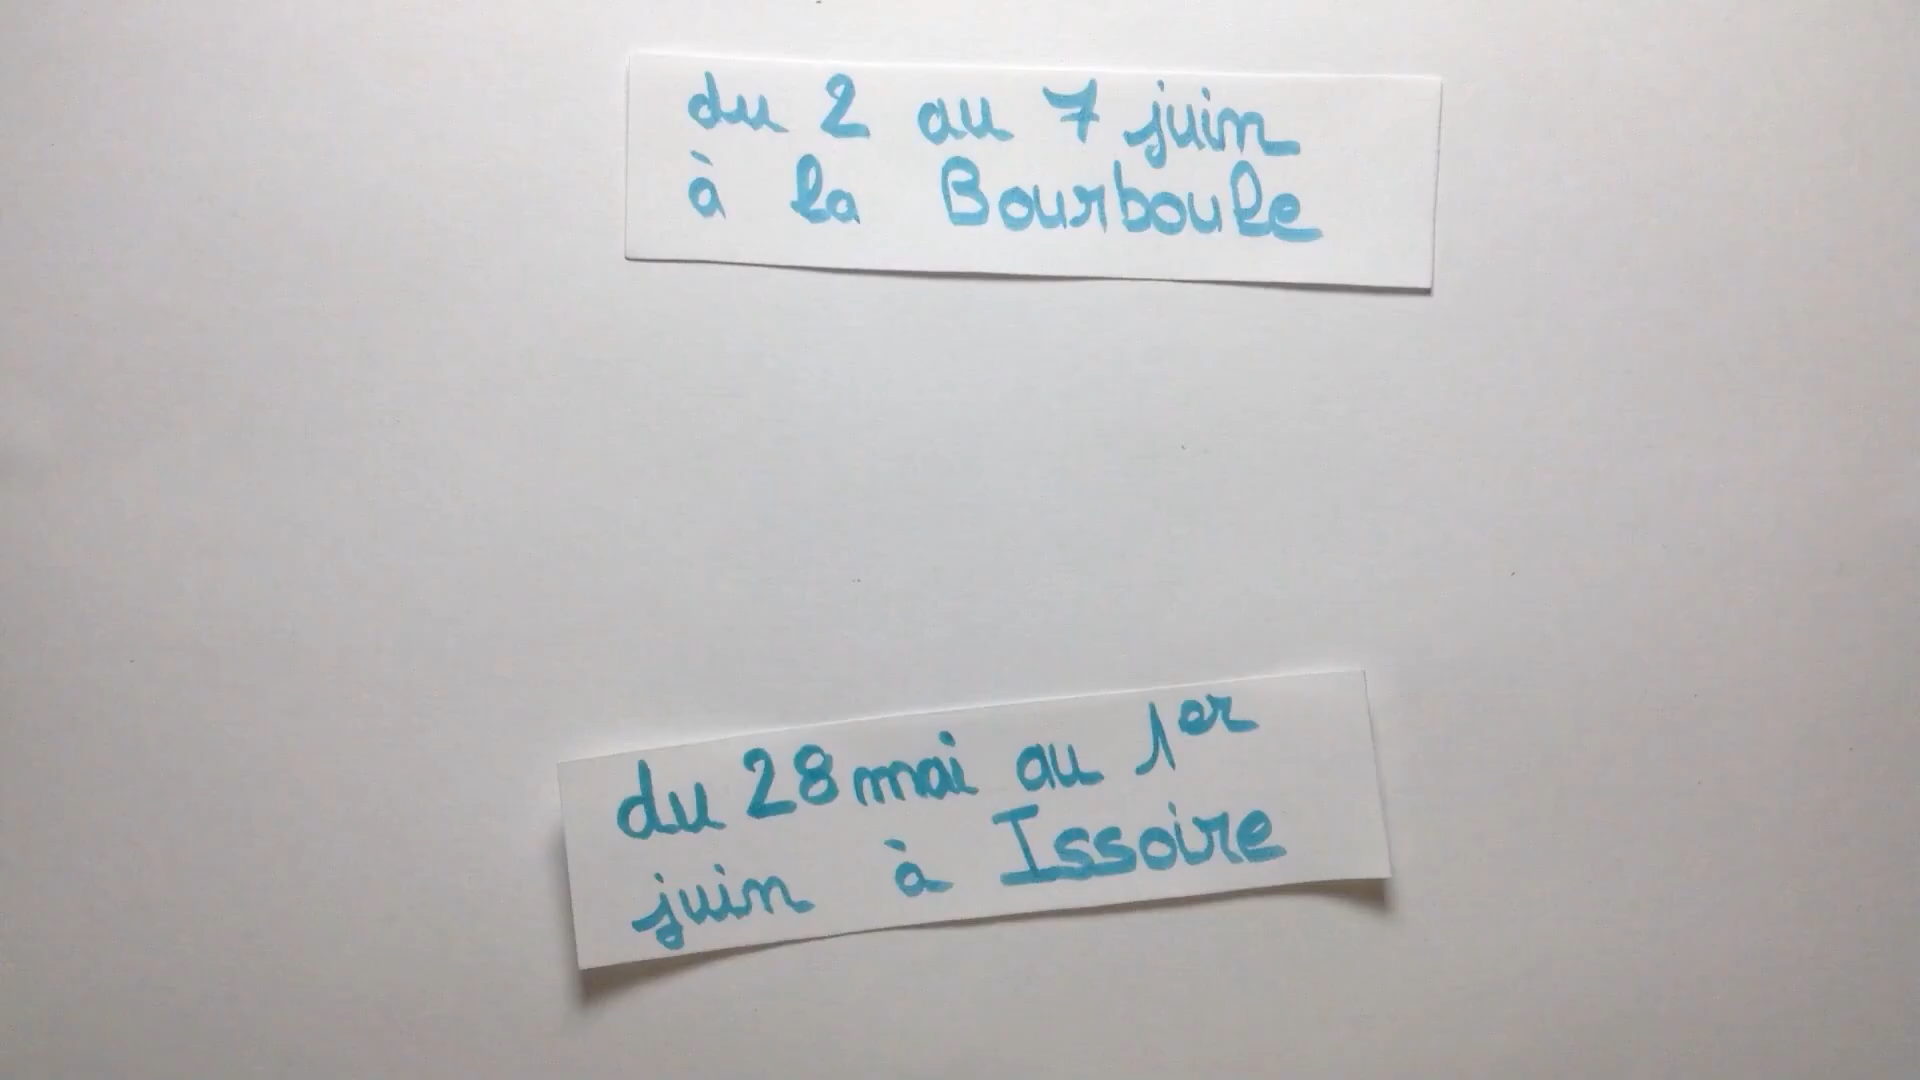 du 2 au 7 juin
à la Bourboule
du 28 mai au 1er
juin à Issoire